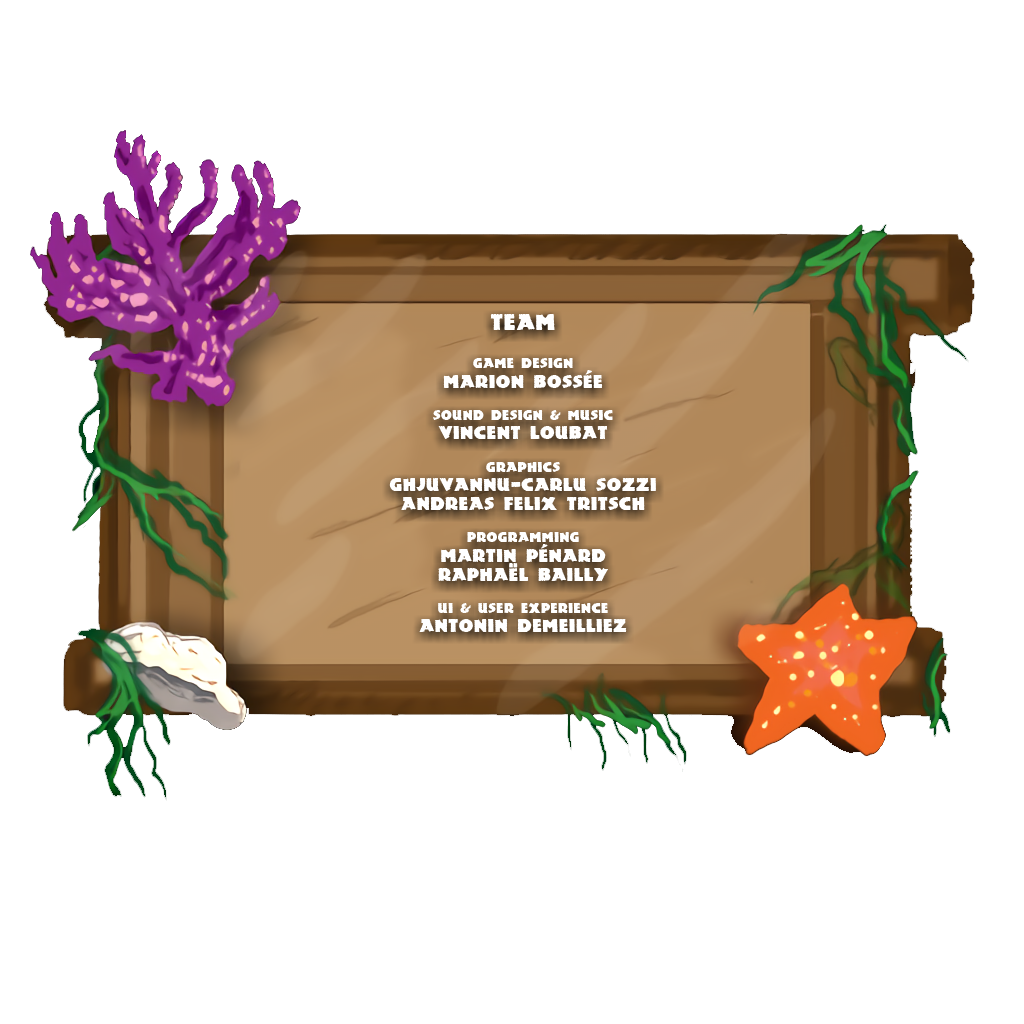 TEAM
GAME DESIGN
MARION BOSSÉE
SOUND DESIGN & MUSIC
VINCENT LOUBAT
GRAPHICS
GHJUVANNU-CARLU SOZZI
ANDREAS FELIX TRITSCH
PROGRAMMING
MARTIN PÉNARD
RAPHAËL BAILLY
UI & USER EXPERIENCE
ANTONIN DEMEILLIEZ